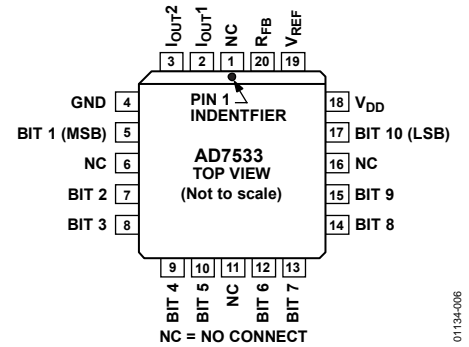 IOUT2
IOUT1
NC
RFB
VREF
3
2
1
20
19
GND 4
BIT 1 (MSB) 5
NC 6
BIT 2 7
BIT 3 8
PIN 1
INDENTFIER
AD7533
TOP VIEW
(Not to scale)
18 VDD
17 BIT 10 (LSB)
16 NC
15 BIT 9
14 BIT 8
9
10
11
12
13
BIT 4
BIT 5
NC
BIT 6
BIT 7
NC = NO CONNECT
01134-006